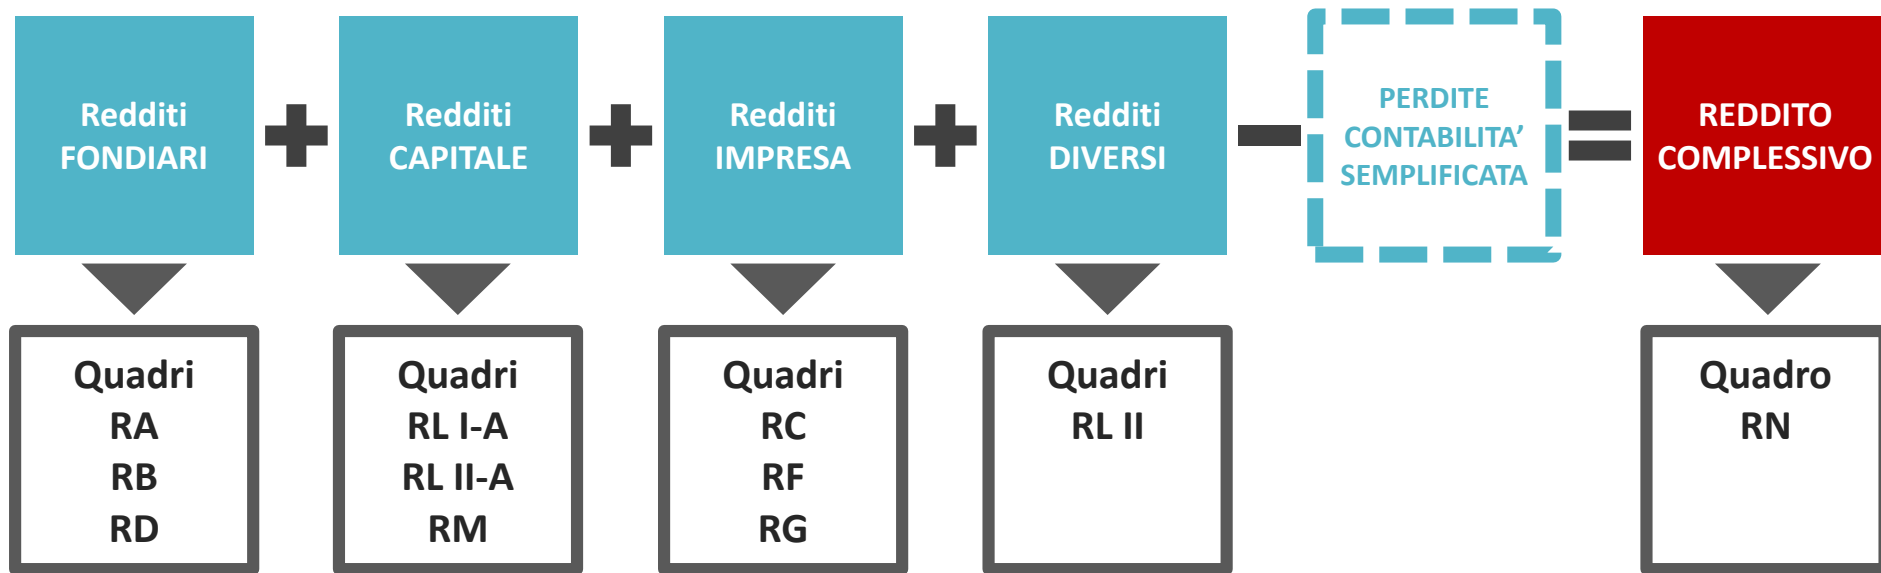 Redditi
FONDIARI
Redditi
CAPITALE
Redditi
IMPRESA
Redditi
DIVERSI
PERDITE
CONTABILITA’
SEMPLIFICATA
REDDITO
COMPLESSIVO
Quadri
RA
RB
RD
Quadri
RL I-A
RL II-A
RM
Quadri
RC
RF
RG
Quadri
RL II
Quadro
RN